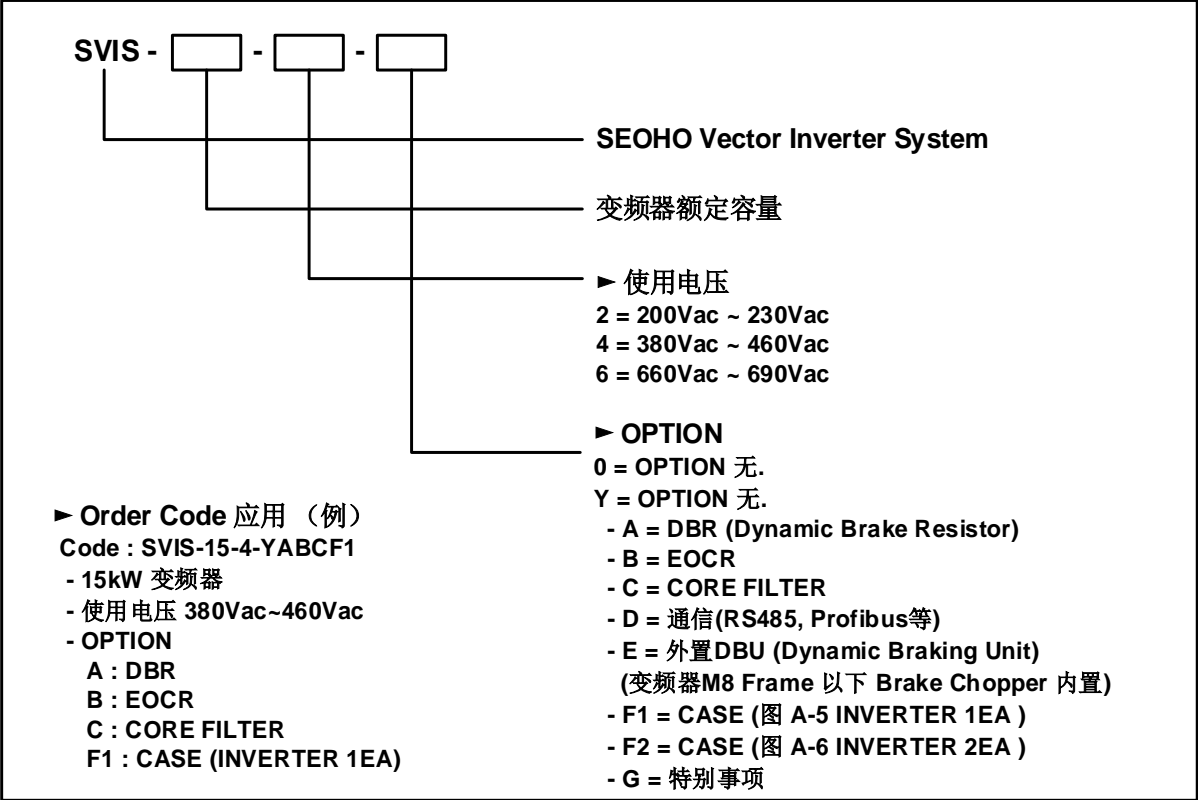 SVIS - - -
SEOHO Vector Inverter System
变频器额定容量
► 使用电压
2 = 200Vac ~ 230Vac
4 = 380Vac ~ 460Vac
6 = 660Vac ~ 690Vac
► OPTION
0 = OPTION 无.
Y = OPTION 无.
- A = DBR (Dynamic Brake Resistor)
- B = EOCR
- C = CORE FILTER
- D = 通信(RS485, Profibus等)
- E = 外置DBU (Dynamic Braking Unit)
(变频器M8 Frame 以下 Brake Chopper 内置)
- F1 = CASE (图 A-5 INVERTER 1EA )
- F2 = CASE (图 A-6 INVERTER 2EA )
- G = 特别事项
► Order Code 应用 （例）
Code : SVIS-15-4-YABCF1
- 15kW 变频器
- 使用电压 380Vac~460Vac
- OPTION
A : DBR
B : EOCR
C : CORE FILTER
F1 : CASE (INVERTER 1EA)